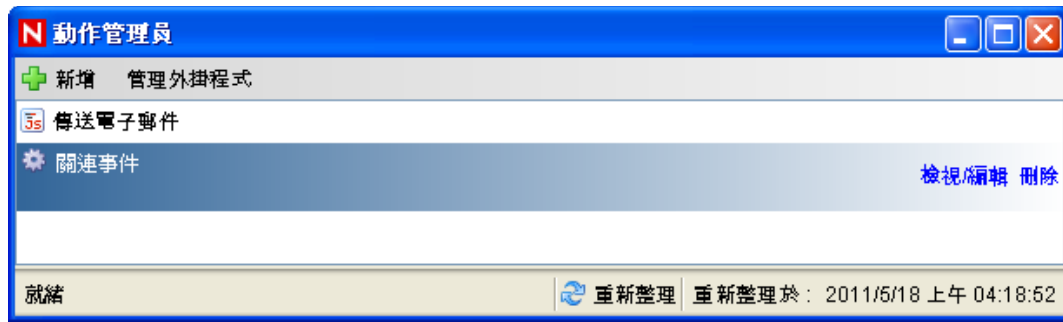 N 動作管理員
新增 管理外掛程式
JS 傳送電子郵件
關連事件
檢視/編輯 刪除
就緒 重新整理 重新整理於： 2011/5/18 上午 04:18:52